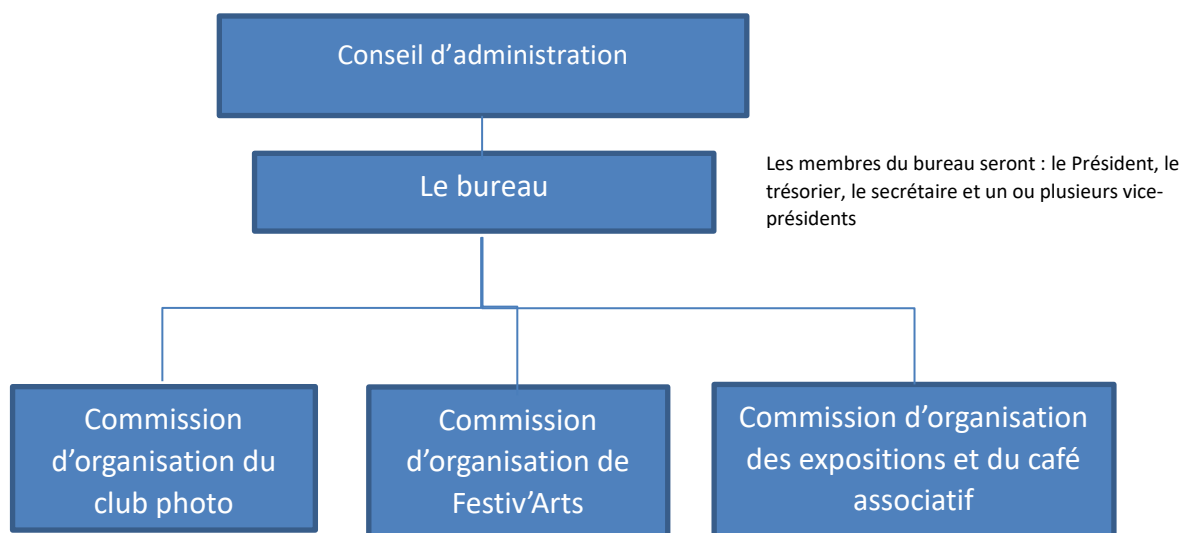 Conseil d’administration
Le bureau
Les membres du bureau seront : le Président, le
trésorier, le secrétaire et un ou plusieurs vice-
présidents
Commission
d’organisation du
club photo
Commission
d’organisation de
Festiv’Arts
Commission d’organisation
des expositions et du café
associatif